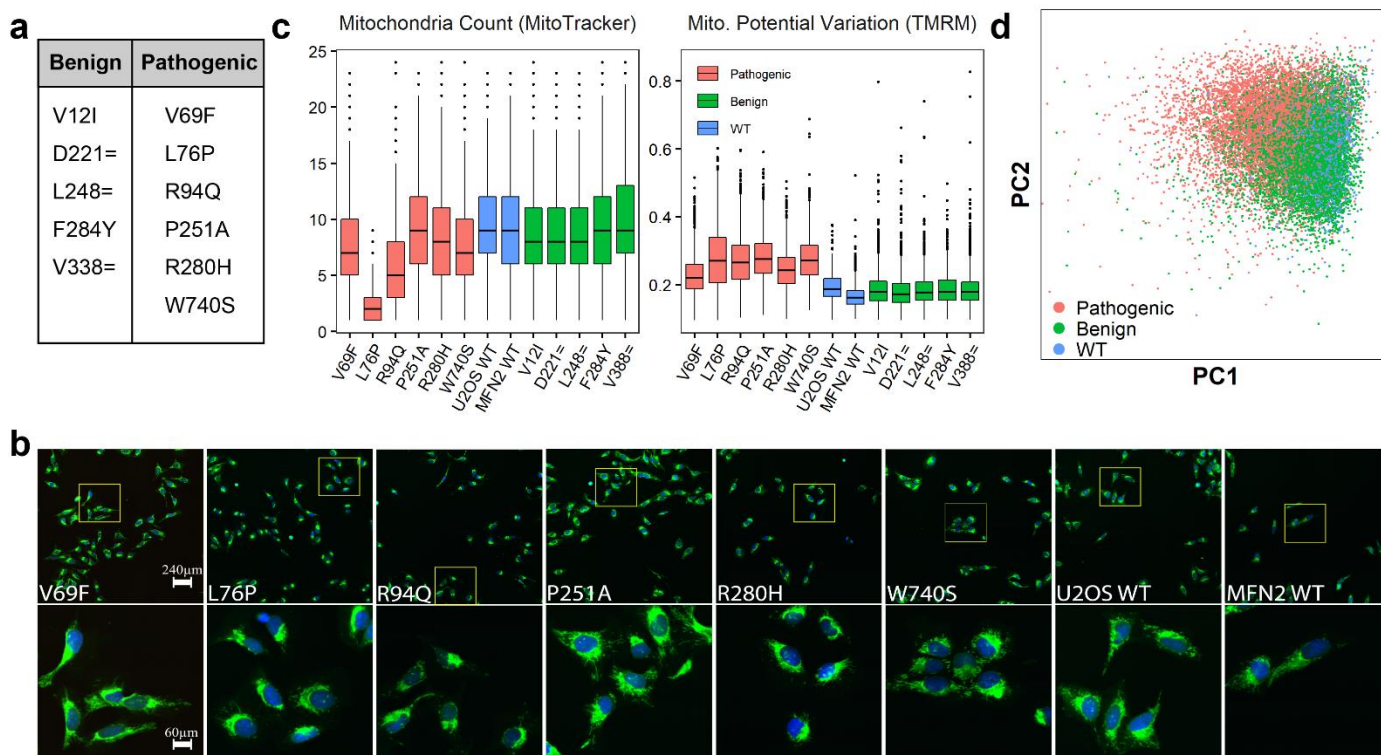 a
Benign Pathogenic
V12I V69F
D221= L76P
L248= R94Q
F284Y P251A
V338= R280H
W740S
c
Mitochondria Count (MitoTracker)
25
20
15
10
5
0
V69F L76P R94Q P251A R280H W740S U2OS WT MFN2 WT V12I D221= L248= F284Y V388=
Mito. Potential Variation (TMRM)
Pathogenic
Benign
WT
0.8
0.6
0.4
0.2
V69F L76P R94Q P251A R280H W740S U2OS WT MFN2 WT V12I D221= L248= F284Y V388=
d
PC2
Pathogenic
Benign
WT
PC1
b
240µm
V69F L76P R94Q P251A R280H W740S U2OS WT MFN2 WT
60µm